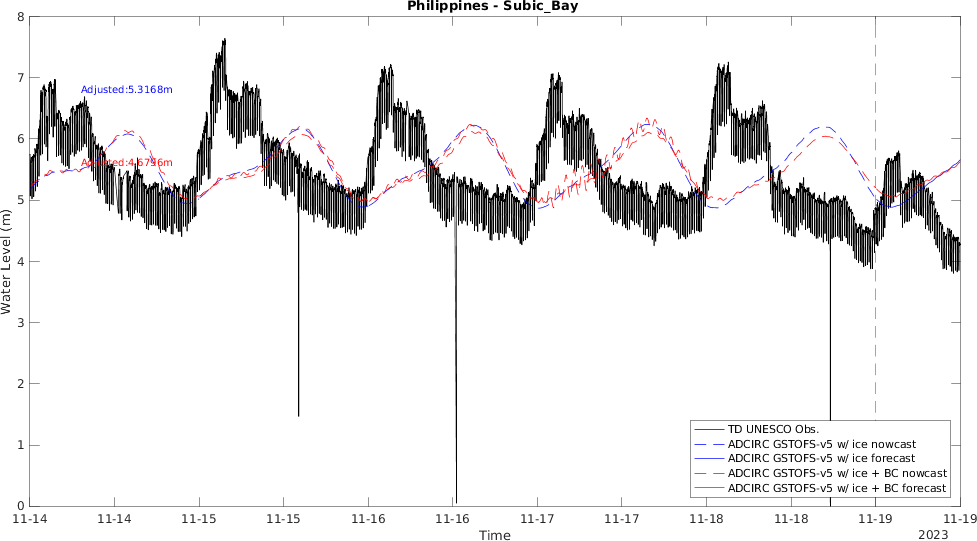 Philippines - Subic_Bay
8
7
Adjusted:5.3168m
6
5
4
3
2
1
0
Water Level (m)
TD UNESCO Obs.
ADCIRC GSTOFS-v5 w/ ice nowcast
ADCIRC GSTOFS-v5 w/ ice forecast
ADCIRC GSTOFS-v5 w/ ice + BC nowcast
ADCIRC GSTOFS-v5 w/ ice + BC forecast
11-14 11-14 11-15 11-15 11-16 11-16 11-17 11-17 11-18 11-18 11-19 11-19
Time
2023